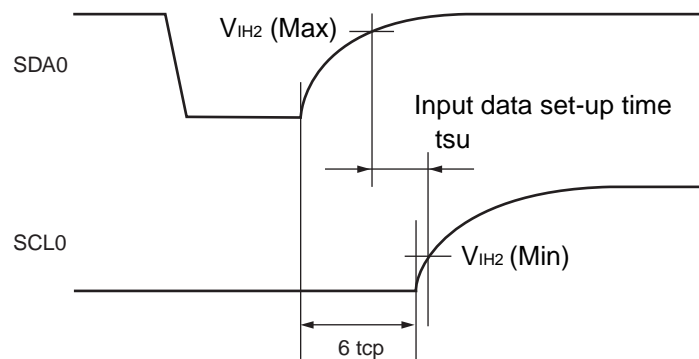 VIH2 (Max)
SDA0
Input data set-up time
tsu
SCL0
VIH2 (Min)
6 tcp